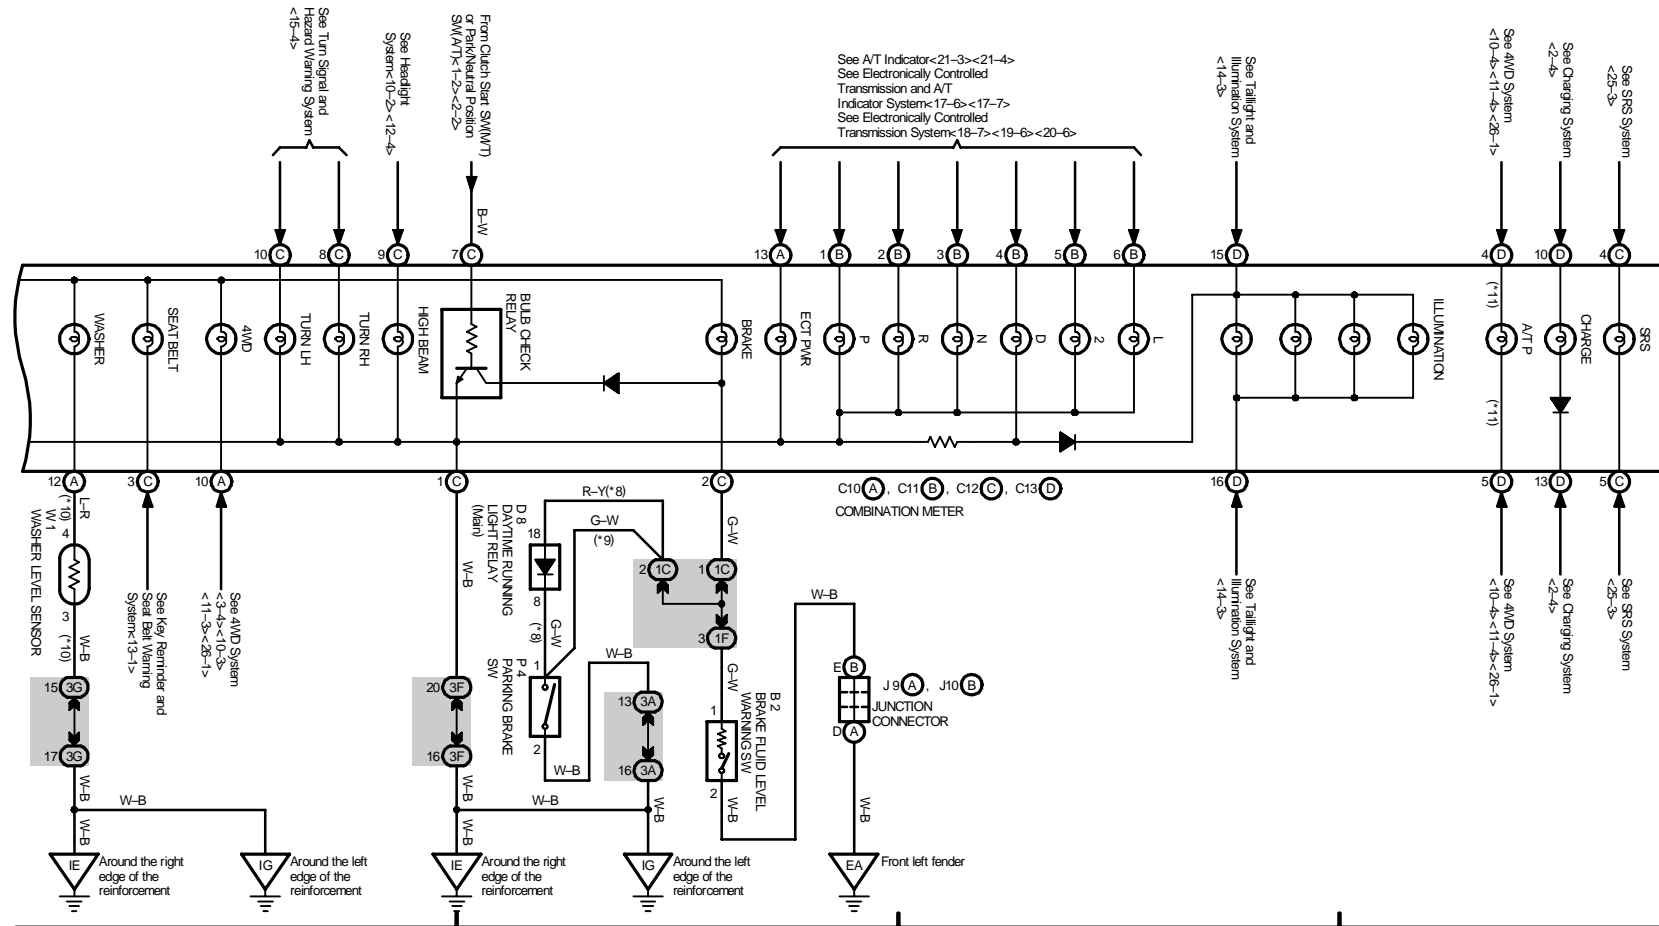 See Turn Signal and
Hazard Warning System
<15–4>
See Headlight
System<10–2><12–4>
From Clutch Start SW(M/T)
or Park/Neutral Position
SW(A/T)<1–2><2–2>
B–W
See A/T Indicator<21–3><21–4>
See Electronically Controlled
Transmission and A/T
Indicator System<17–6><17–7>
See Electronically Controlled
Transmission System<18–7><19–6><20–6>
See Taillight and
Illumination System
<14–3>
See 4WD System
<10–4><11–4><26–1>
See Charging System
<2–4>
See SRS System
<25–3>
10 C
8 C
9 C
7 C
13 A
1 B
2 B
3 B
4 B
5 B
6 B
15 D
4 D
10 D
4 C
WASHER
SEAT BELT
4WD
TURN LH
TURN RH
HIGH BEAM
BULB CHECK
RELAY
BRAKE
ECT PWR
P
R
N
D
2
L
ILLUMINATION
(*11)
A/T P
(*11)
CHARGE
SRS
12 A
3 C
10 A
1 C
2 C
16 D
5 D
13 D
5 C
C10 A , C11 B , C12 C , C13 D
COMBINATION METER
L–R
(*10)
W 1
WASHER LEVEL SENSOR
4
3
W–B
(*10)
See Key Reminder and
Seat Belt Warning
System<13–1>
See 4WD System
<3–4><10–3>
<11–3><26–1>
W–B
D 8
DAYTIME RUNNING
LIGHT RELAY
(Main)
R–Y(*8)
G–W
(*9)
18
8
G–W
(*8)
G–W
2 1C
1 1C
3 1F
W–B
G–W
P 4
PARKING BRAKE
SW
1
2
W–B
B 2
BRAKE FLUID LEVEL
WARNING SW
1
2
W–B
W–B
E B
D A
J 9 A , J10 B
JUNCTION
CONNECTOR
See Taillight and
Illumination System
<14–3>
See 4WD System
<10–4><11–4><26–1>
See Charging System
<2–4>
See SRS System
<25–3>
15 3G
17 3G
20 3F
16 3F
13 3A
16 3A
W–B
W–B
W–B
W–B
W–B
W–B
W–B
W–B
IE
Around the right
edge of the
reinforcement
IG
Around the left
edge of the
reinforcement
IE
Around the right
edge of the
reinforcement
IG
Around the left
edge of the
reinforcement
EA
Front left fender